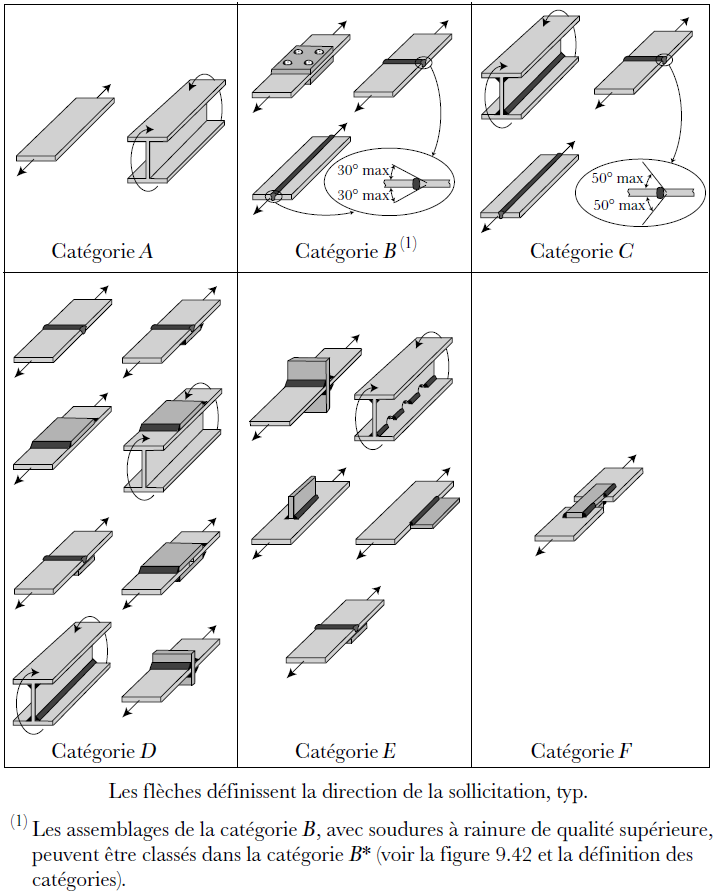 30° max
30° max
50° max
50° max
Catégorie A
Catégorie B (1)
Catégorie C
Catégorie D
Catégorie E
Catégorie F
Les flèches définissent la direction de la sollicitation, typ.
(1) Les assemblages de la catégorie B, avec soudures à rainure de qualité supérieure,
peuvent être classés dans la catégorie B* (voir la figure 9.42 et la définition des
catégories).